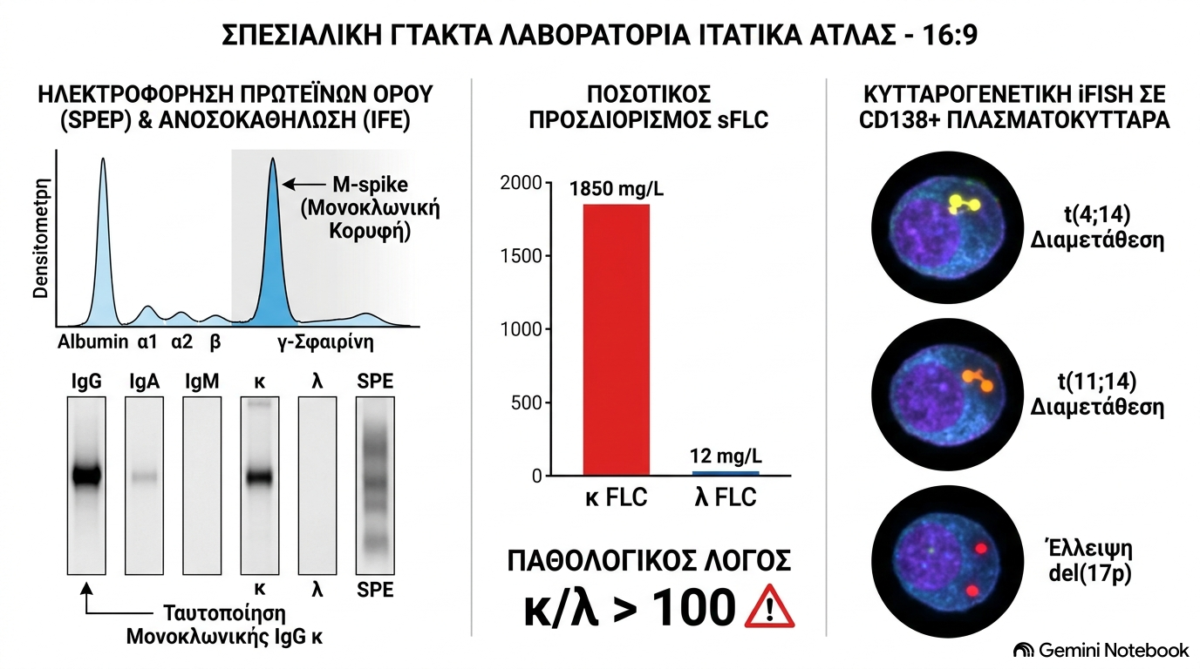 ΣΠΕΣΙΑΛΙΚΗ ΓΤΑΚΤΑ ΛΑΒΟΡΑΤΟΡΙΑ ΙΤΑΤΙΚΑ ΑΤΛΑΣ - 16:9
ΗΛΕΚΤΡΟΦΟΡΗΣΗ ΠΡΩΤΕΪΝΩΝ ΟΡΟΥ
(SPEP) & ΑΝΟΣΟΚΑΘΗΛΩΣΗ (IFE)
Densitometρη
M-spike
(Μονοκλωνική
Κορυφή)
Albumin α1 α2 β γ-Σφαιρίνη
IgG IgA IgM κ λ SPE
κ λ SPE
Ταυτοποίηση
Μονοκλωνικής IgG κ
ΠΟΣΟΤΙΚΟΣ
ΠΡΟΣΔΙΟΡΙΣΜΟΣ sFLC
2000
1500
1000
500
0
1850 mg/L
12 mg/L
κ FLC λ FLC
ΠΑΘΟΛΟΓΙΚΟΣ ΛΟΓΟΣ
κ/λ > 100
ΚΥΤΤΑΡΟΓΕΝΕΤΙΚΗ iFISH ΣΕ
CD138+ ΠΛΑΣΜΑΤΟΚΥΤΤΑΡΑ
t(4;14)
Διαμετάθεση
t(11;14)
Διαμετάθεση
Έλλειψη
del(17p)
Gemini Notebook